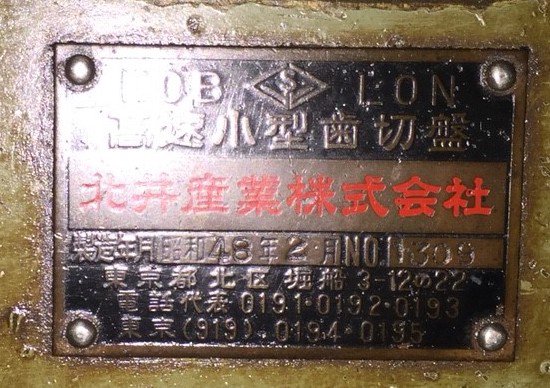 HOB S LON
高速小型歯切盤
北井産業株式会社
製造年月 昭和48年2月 NO.
東京都北区堀船3-12の22
電話代表 0191・0192・0193
東京(919) 0194・0195